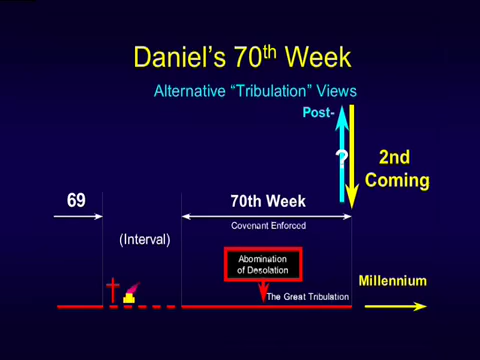 Daniel's 70th Week
Alternative “Tribulation” Views
Post-
?
2nd
Coming
69
70th Week
Covenant Enforced
(Interval)
Abomination
of Desolation
The Great Tribulation
Millennium